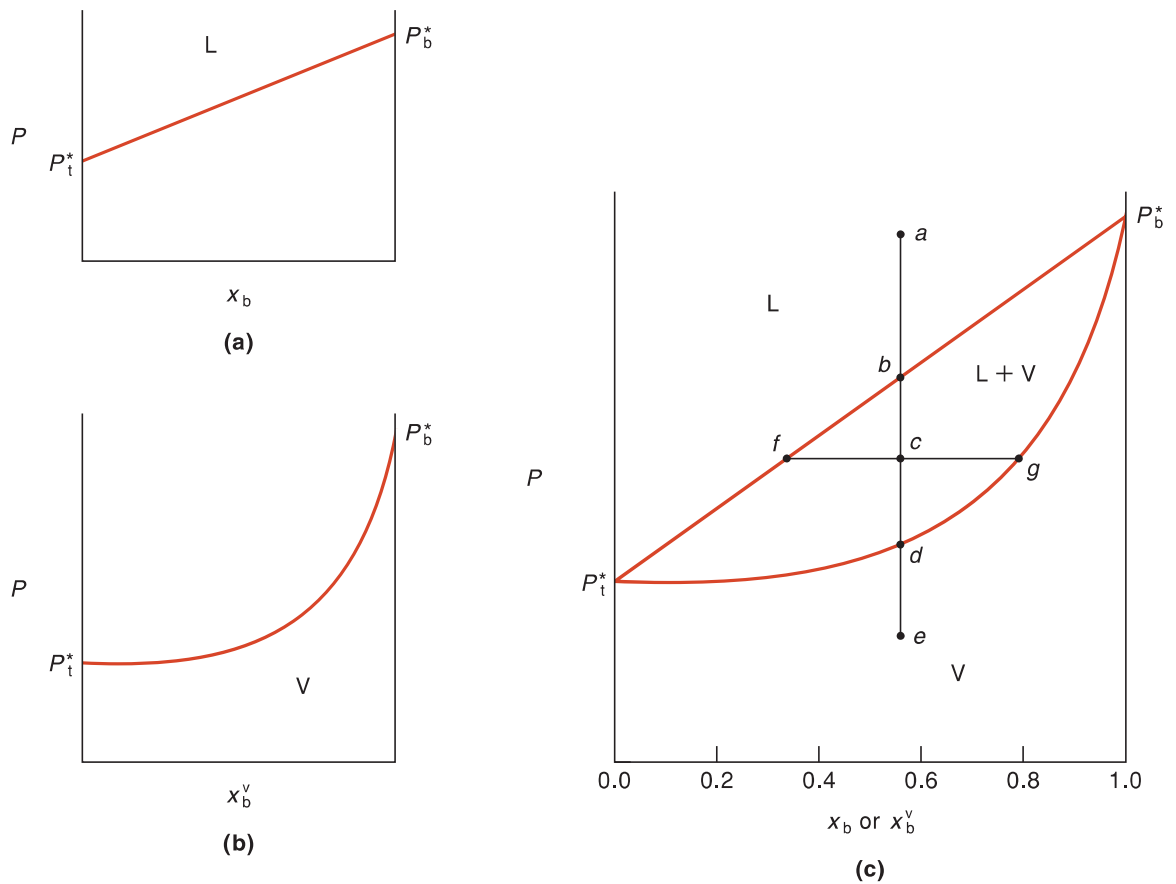 L
P*b
P
P*t
xb
(a)
P*b
P
P*t
V
xvb
(b)
P*b
a
L
b
L + V
f
c
g
P
d
P*t
e
V
0.0 0.2 0.4 0.6 0.8 1.0
xb or xvb
(c)